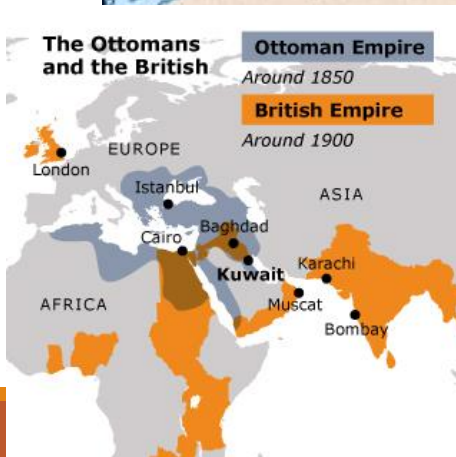 The Ottomans
and the British
Ottoman Empire
Around 1850
British Empire
Around 1900
EUROPE
London
Istanbul
ASIA
Baghdad
Cairo
Kuwait
Karachi
AFRICA
Muscat
Bombay